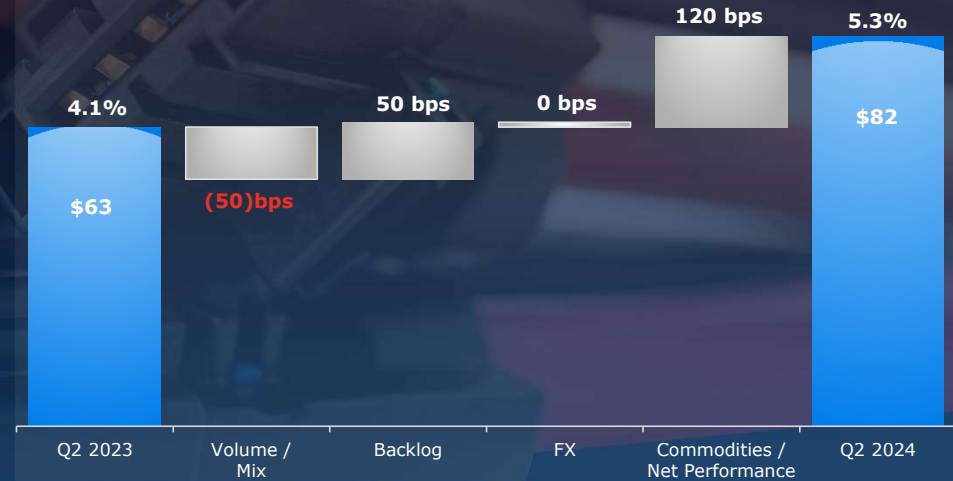 120 bps
5.3%
4.1%
50 bps
0 bps
$82
$63
(50)bps
Q2 2023
Volume /
Mix
Backlog
FX
Commodities /
Net Performance
Q2 2024